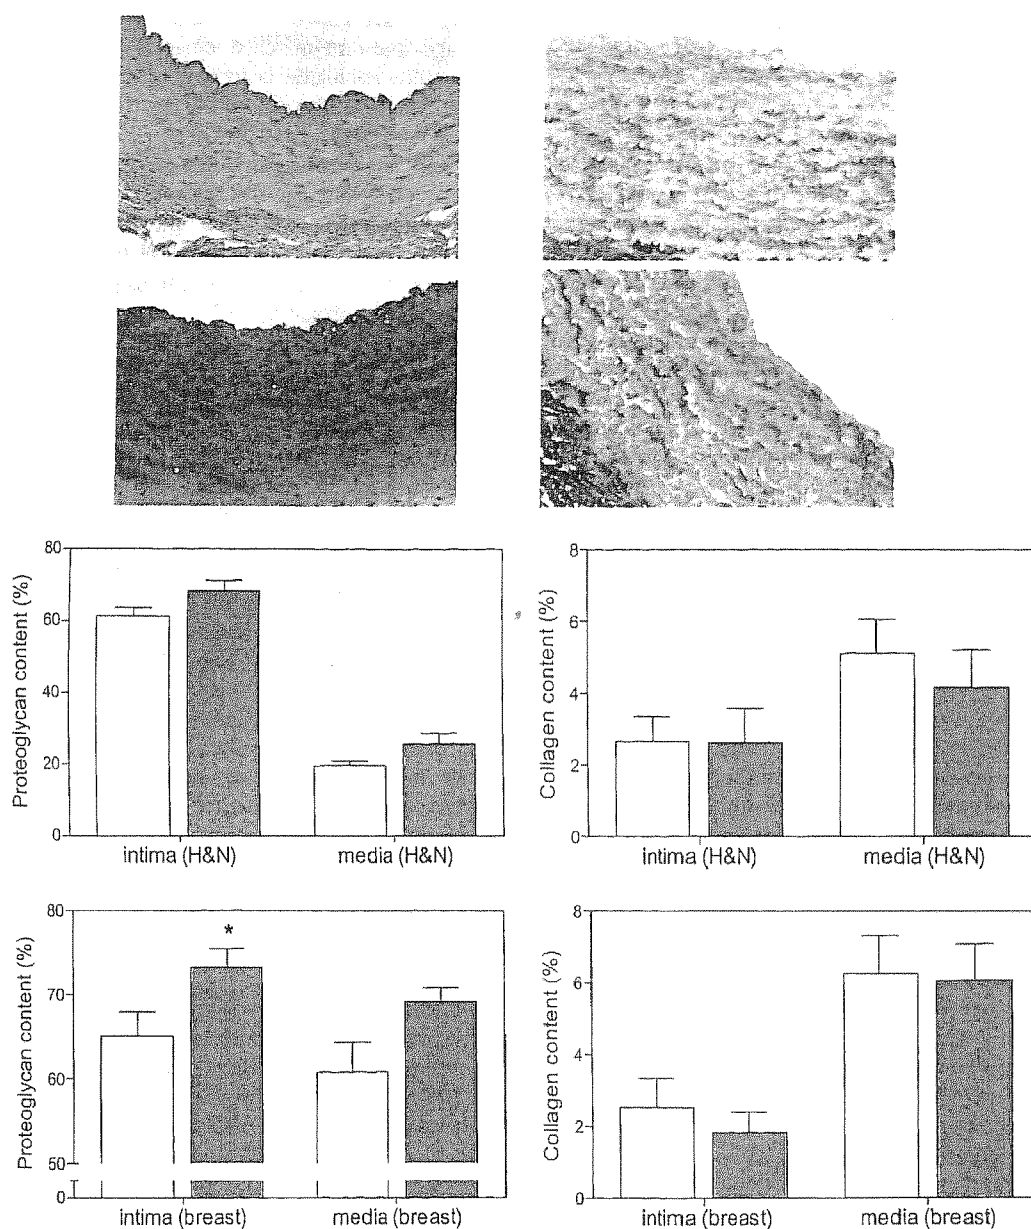 Proteoglycan content (%)
80
60
40
20
0
intima (H&N) media (H&N)
Collagen content (%)
8
6
4
2
0
intima (H&N) media (H&N)
Proteoglycan content (%)
80
70
60
50
0
*
intima (breast) media (breast)
Collagen content (%)
8
6
4
2
0
intima (breast) media (breast)